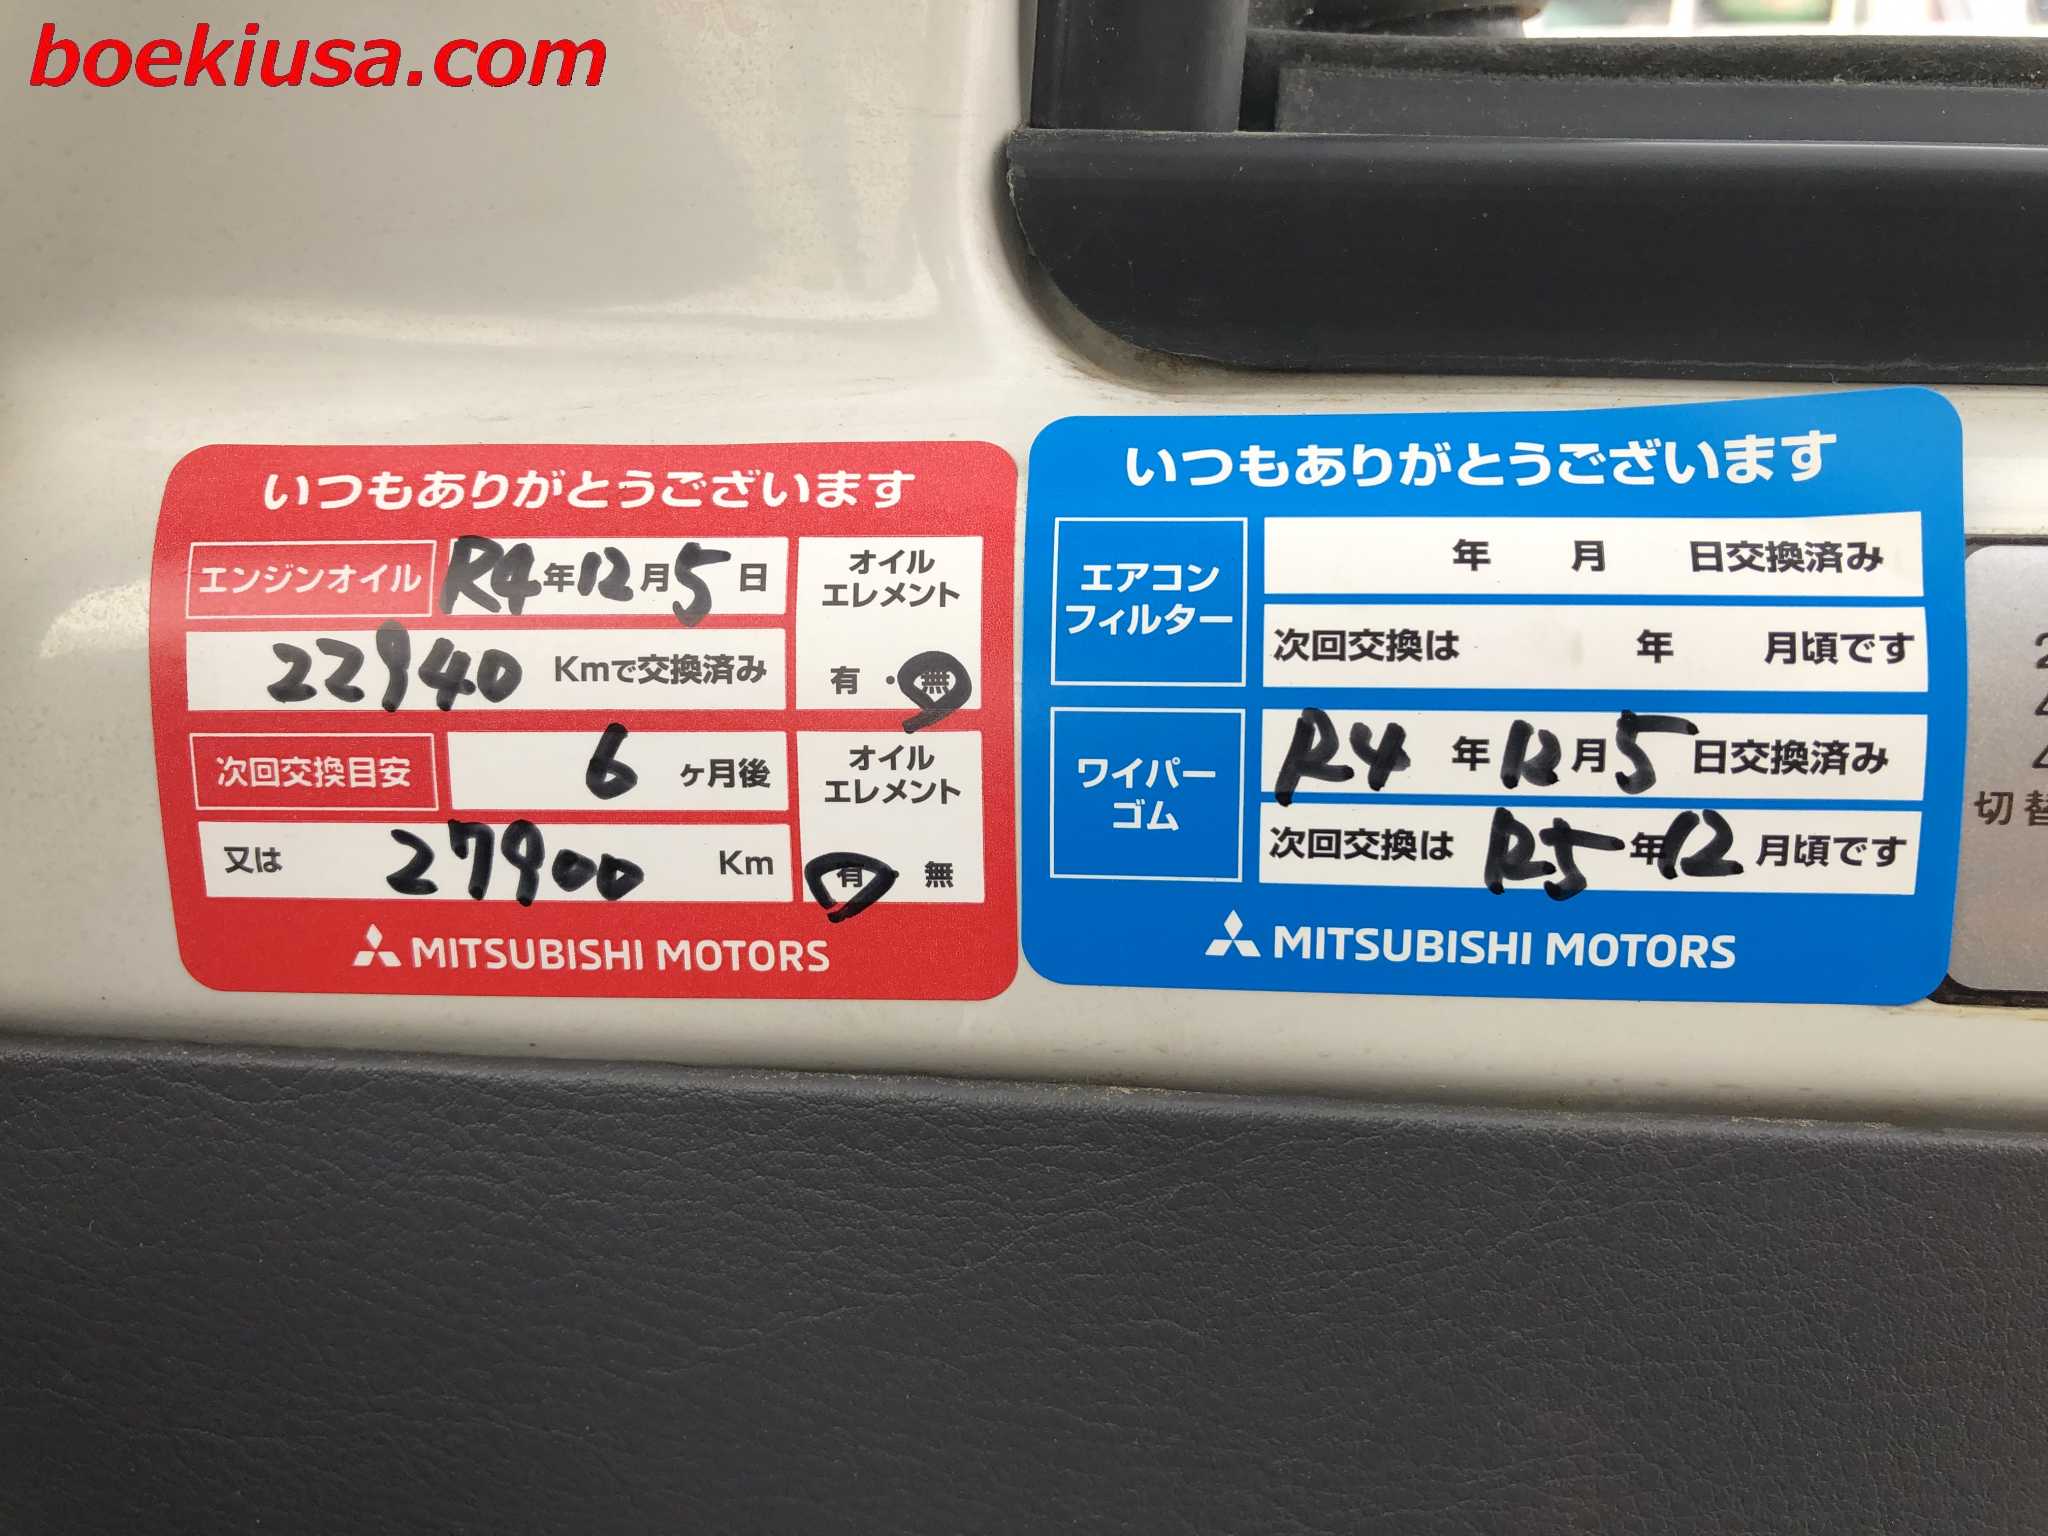 boekiusa.com
いつもありがとうございます
エンジンオイル R4年12月5日
22940 Kmで交換済み
オイル
エレメント
有・無
次回交換目安 6ヶ月後
又は 27900 Km
オイル
エレメント
有・無
MITSUBISHI MOTORS
いつもありがとうございます
エアコン
フィルター
年 月 日交換済み
次回交換は 年 月頃です
ワイパー
ゴム
R4年12月5日交換済み
次回交換は R5年12月頃です
MITSUBISHI MOTORS
切替